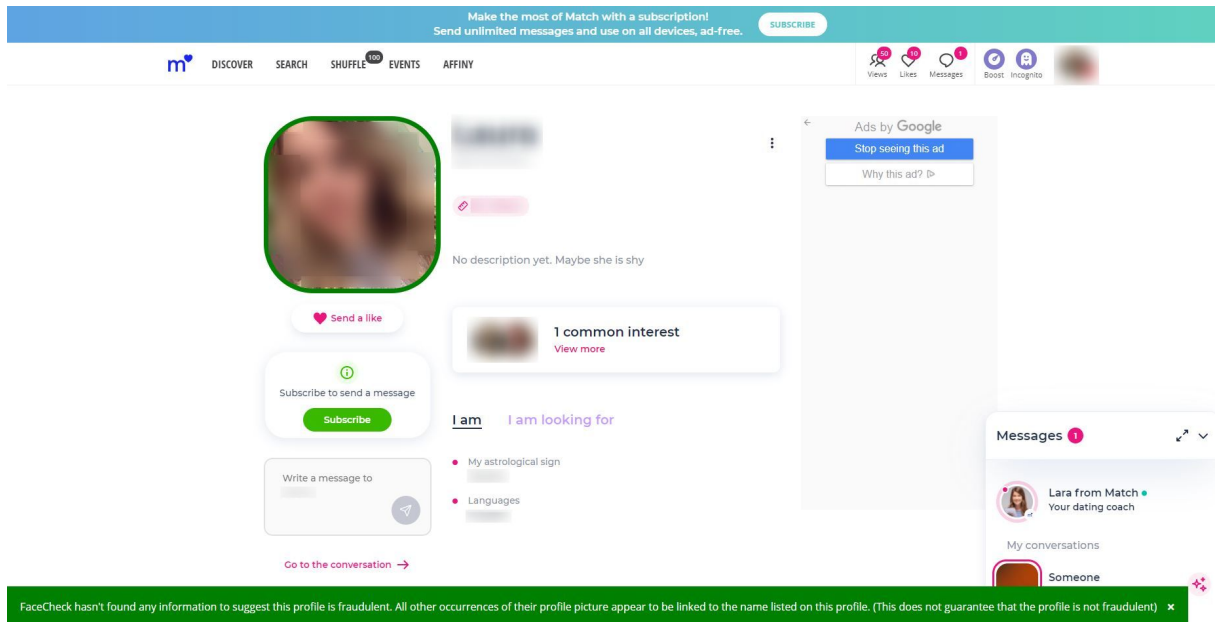 Make the most of Match with a subscription!
Send unlimited messages and use on all devices, ad-free.
SUBSCRIBE
m
DISCOVER
SEARCH
SHUFFLE
100
EVENTS
AFFINY
50
Views
10
Likes
1
Messages
Boost
Incognito
Ads by Google
Stop seeing this ad
Why this ad?
No description yet. Maybe she is shy
Send a like
1 common interest
View more
Subscribe to send a message
Subscribe
I am
I am looking for
My astrological sign
Languages
Write a message to
Go to the conversation
Messages 1
Lara from Match
Your dating coach
My conversations
Someone
FaceCheck hasn't found any information to suggest this profile is fraudulent. All other occurrences of their profile picture appear to be linked to the name listed on this profile. (This does not guarantee that the profile is not fraudulent) ×